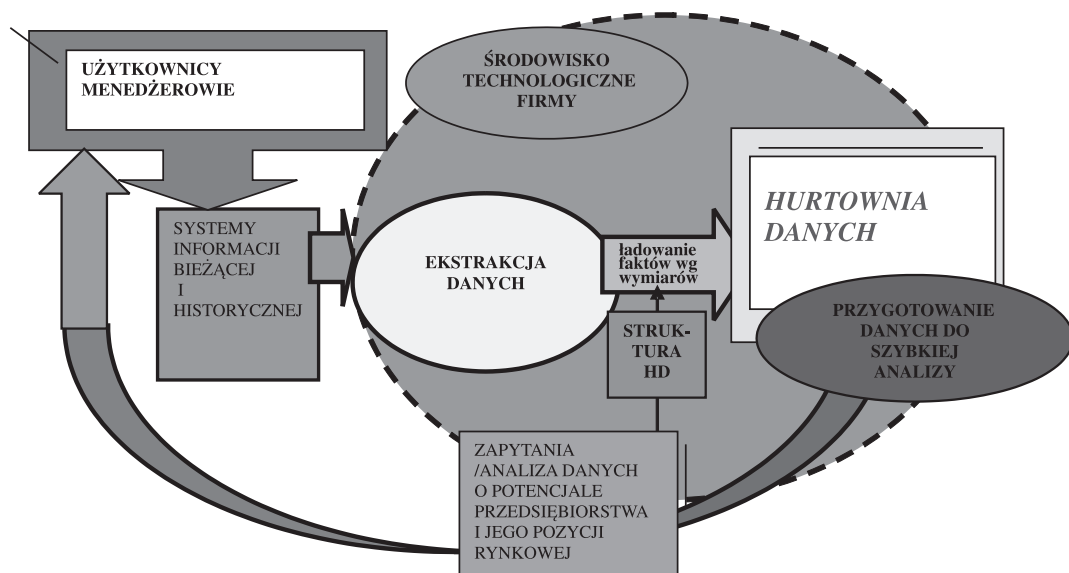 UŻYTKOWNICY
MENEDŻEROWIE
ŚRODOWISKO
TECHNOLOGICZNE
FIRMY
HURTOWNIA
DANYCH
SYSTEMY
INFORMACJI
BIEŻĄCEJ
I
HISTORYCZNEJ
EKSTRAKCJA
DANYCH
ładowanie
faktów wg
wymiarów
STRUK-
TURA
HD
PRZYGOTOWANIE
DANYCH DO
SZYBKIEJ
ANALIZY
ZAPYTANIA
/ANALIZA DANYCH
O POTENCJALE
PRZEDSIĘBIORSTWA
I JEGO POZYCJI
RYNKOWEJ